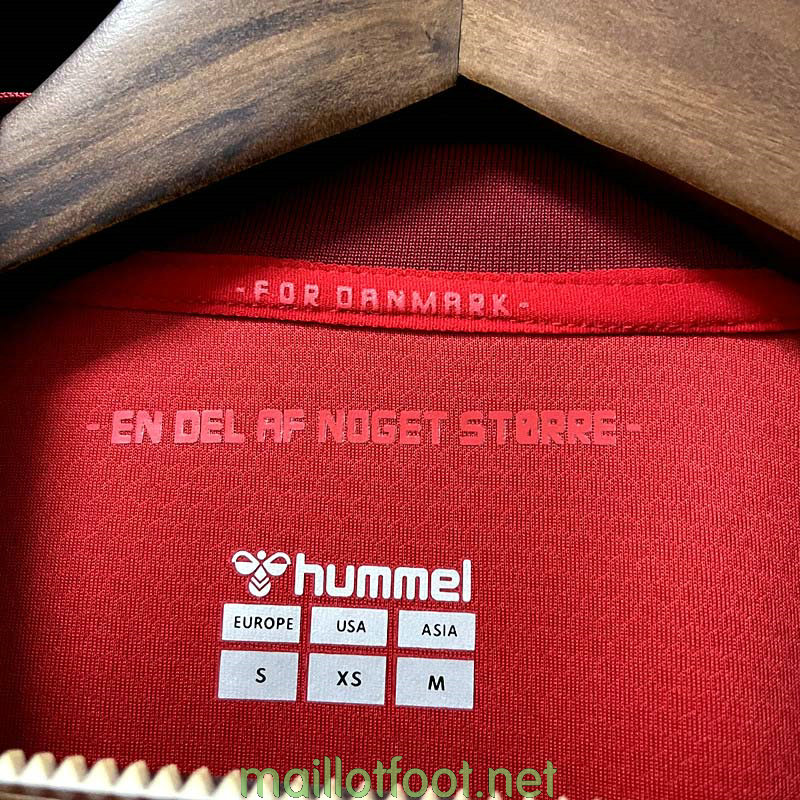 - FOR DANMARK -
- EN DEL AF NOGET STØRRE -
hummel
EUROPE USA ASIA
S XS M
maillotfoot.net